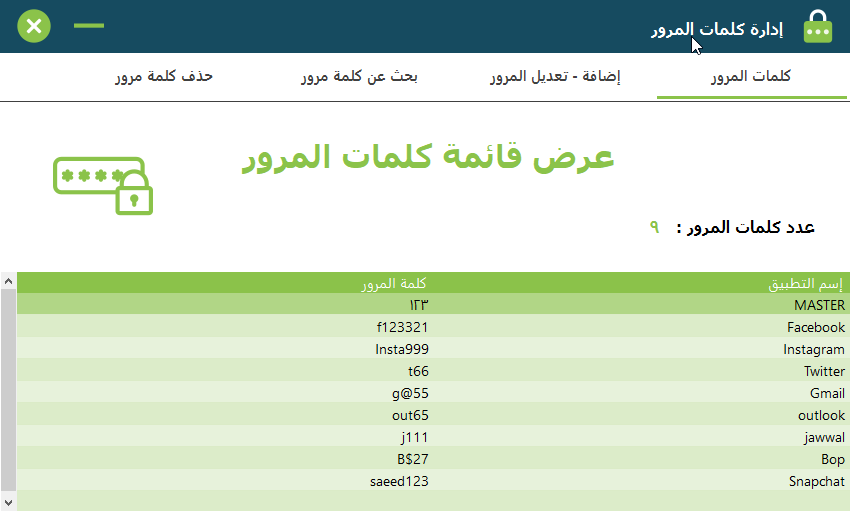 إدارة كلمات المرور
كلمات المرور    إضافة - تعديل المرور    بحث عن كلمة مرور    حذف كلمة مرور
عرض قائمة كلمات المرور
****
عدد كلمات المرور : ٩
إسم التطبيق    كلمة المرور
MASTER    ١٢٣
Facebook    f123321
Instagram    Insta999
Twitter    t66
Gmail    g@55
outlook    out65
jawwal    j111
Bop    B$27
Snapchat    saeed123